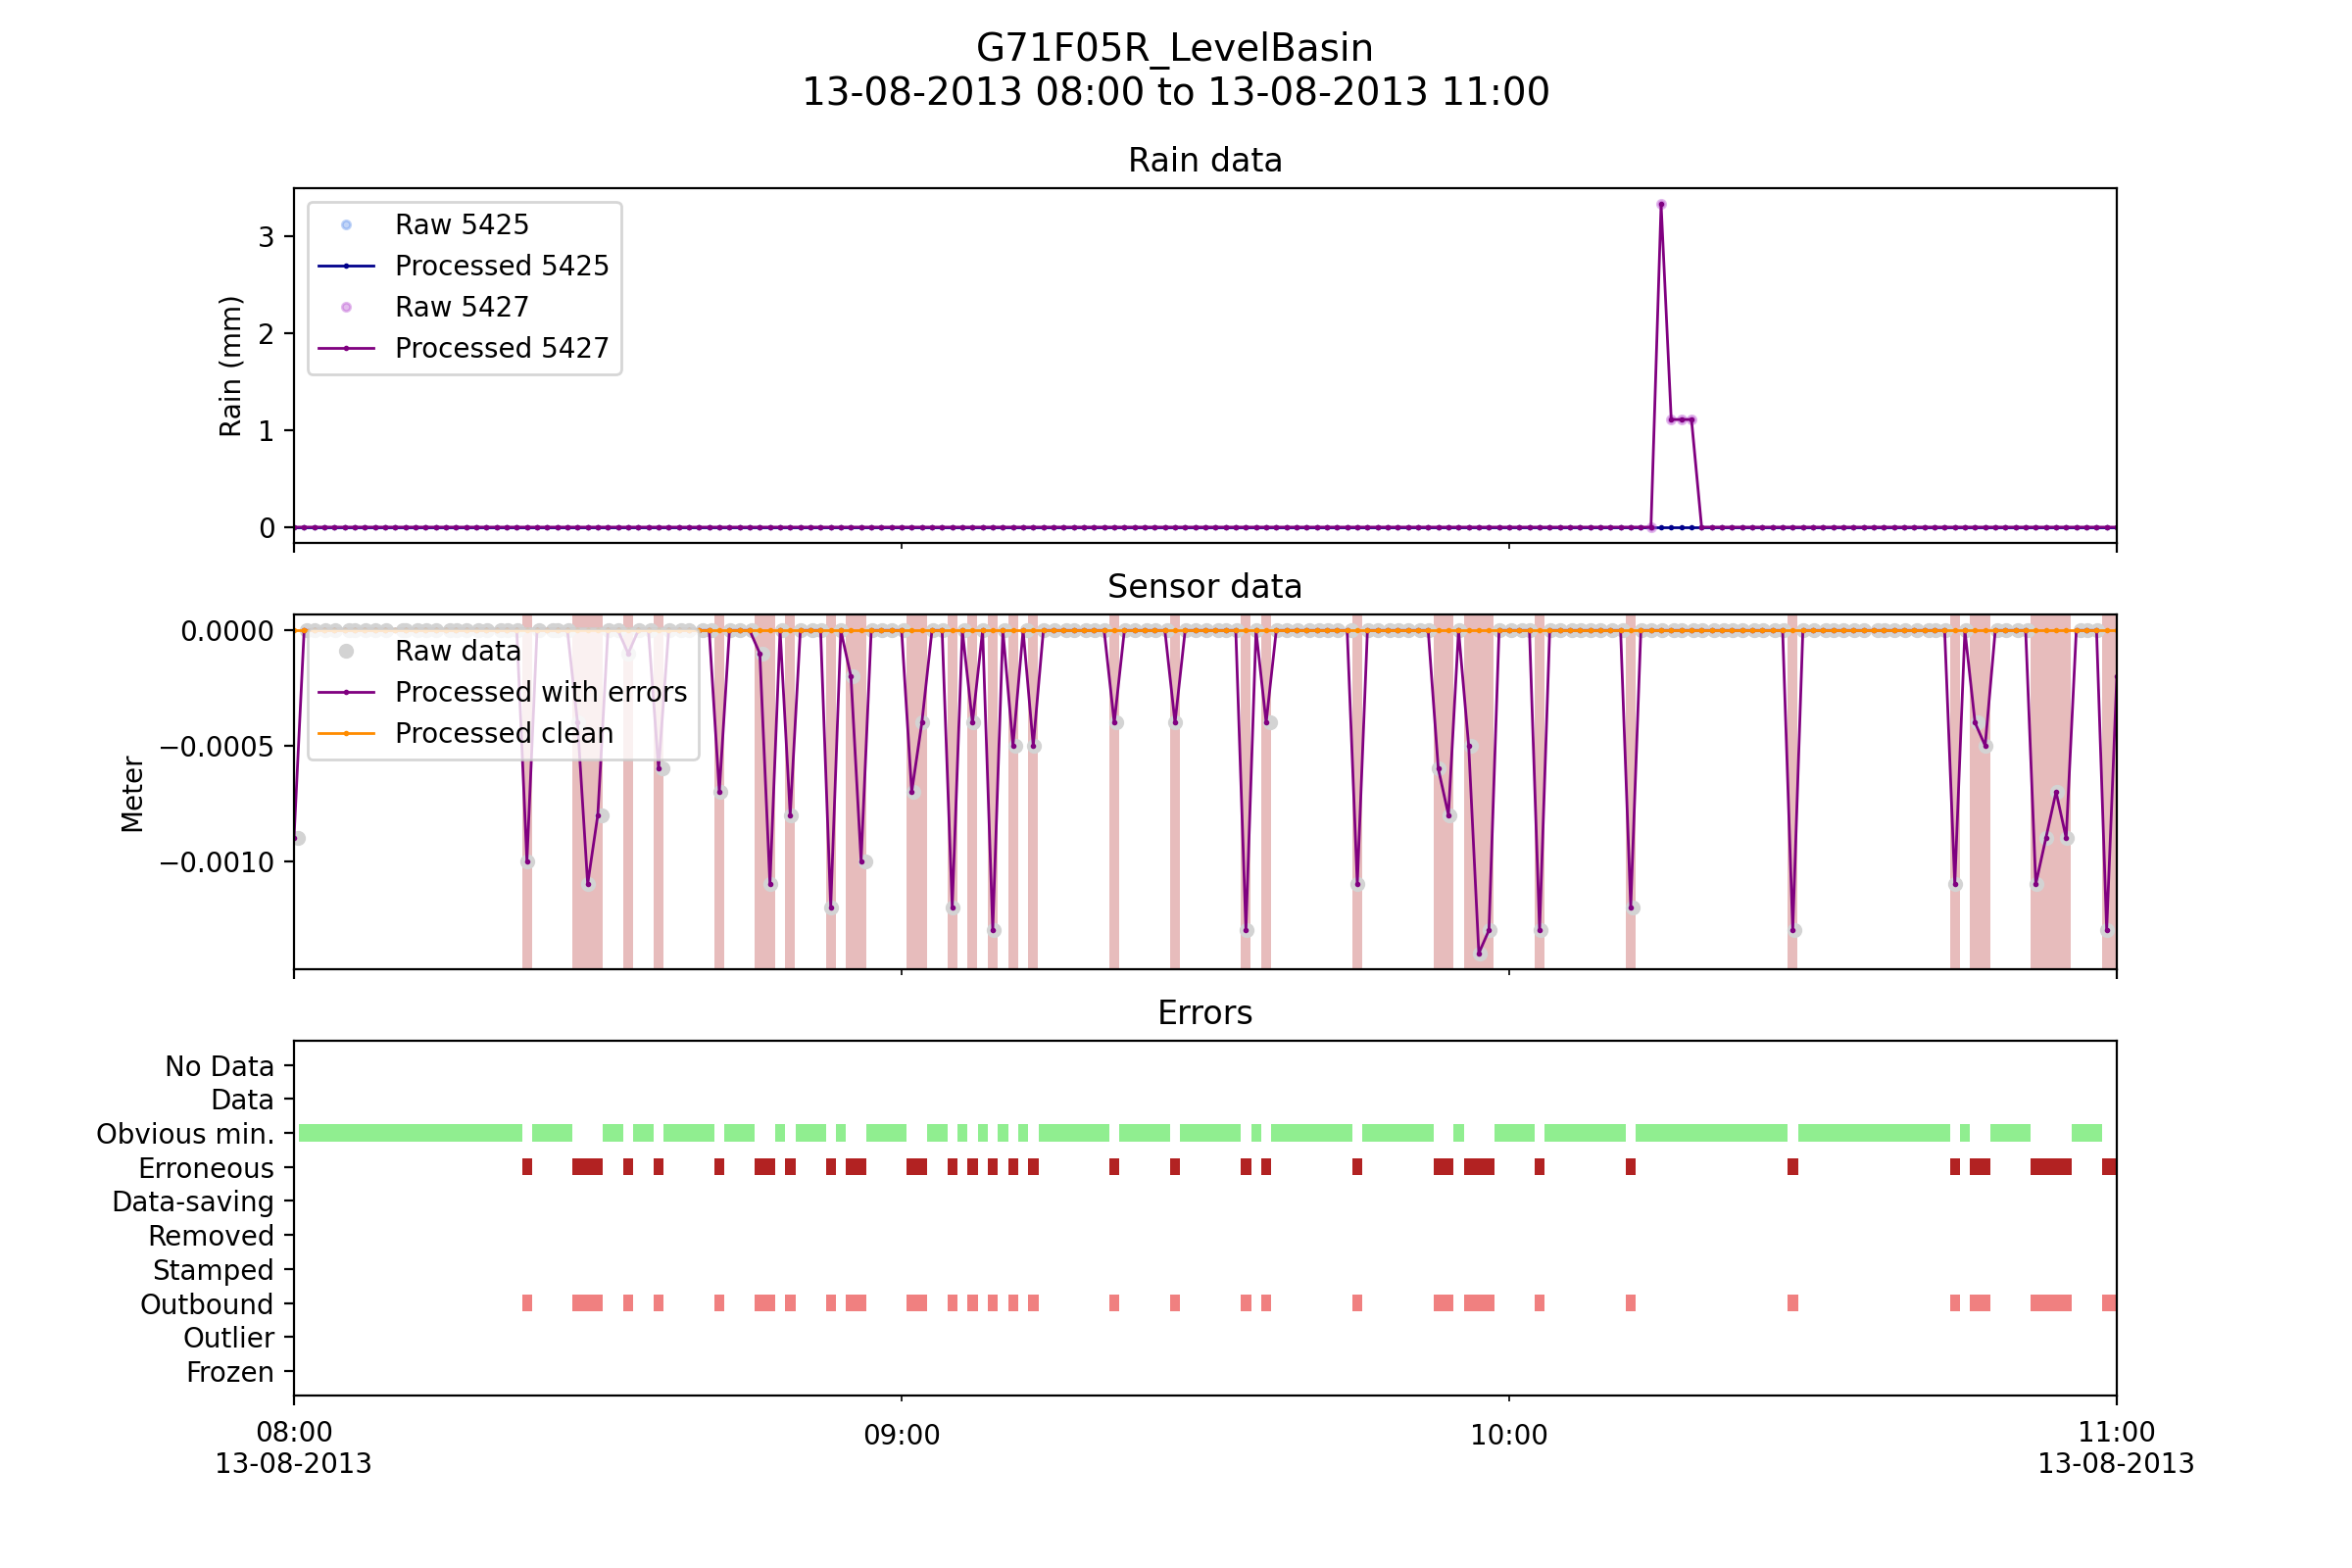 G71F05R_LevelBasin
13-08-2013 08:00 to 13-08-2013 11:00
Rain data
Rain (mm)
3
2
1
0
Raw 5425
Processed 5425
Raw 5427
Processed 5427
Sensor data
Meter
0.0000
−0.0005
−0.0010
Raw data
Processed with errors
Processed clean
Errors
No Data
Data
Obvious min.
Erroneous
Data-saving
Removed
Stamped
Outbound
Outlier
Frozen
08:00
13-08-2013
09:00
10:00
11:00
13-08-2013